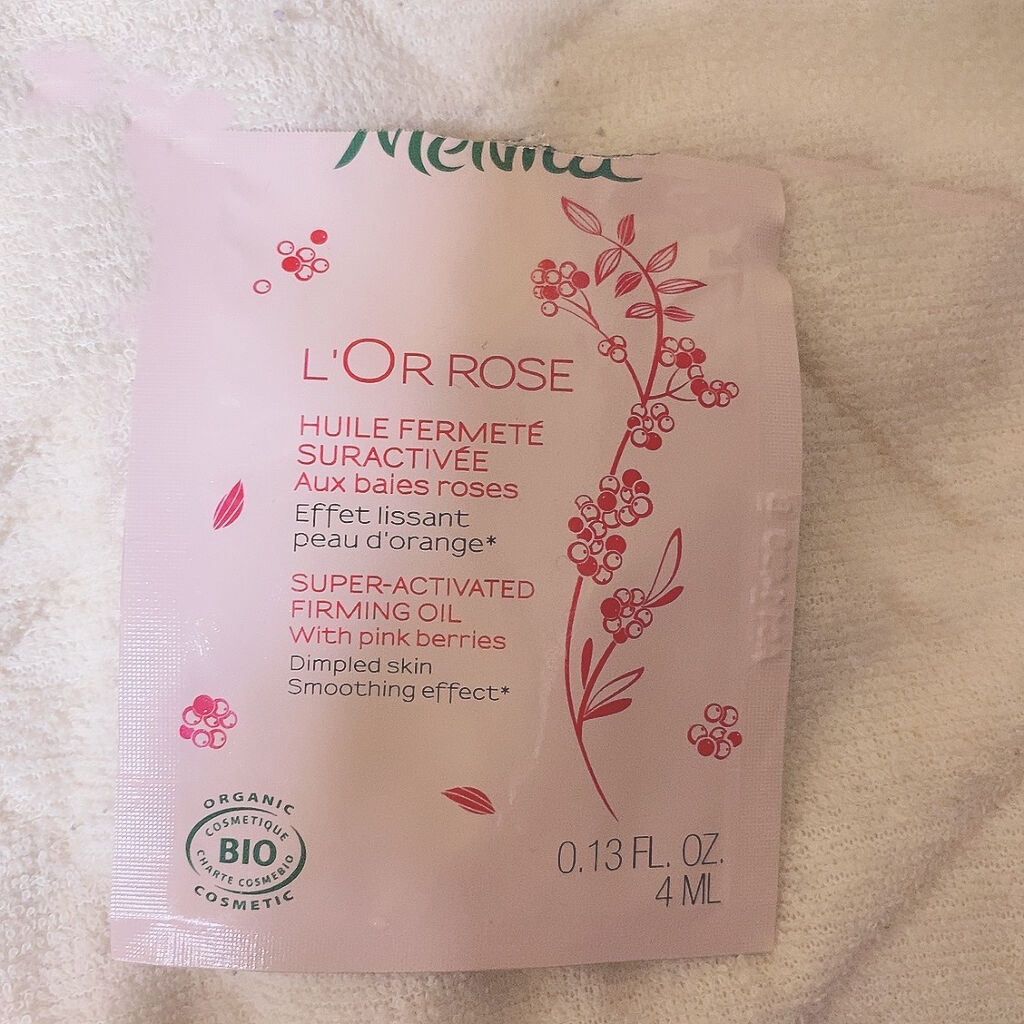 Melvita
L'OR ROSE
HUILE FERMETÉ
SURACTIVÉE
Aux baies roses
Effet lissant
peau d'orange*
SUPER-ACTIVATED
FIRMING OIL
With pink berries
Dimpled skin
Smoothing effect*
ORGANIC
COSMETIQUE
BIO
CHARTE COSMEBIO
COSMETIC
0.13 FL. OZ.
4 ML